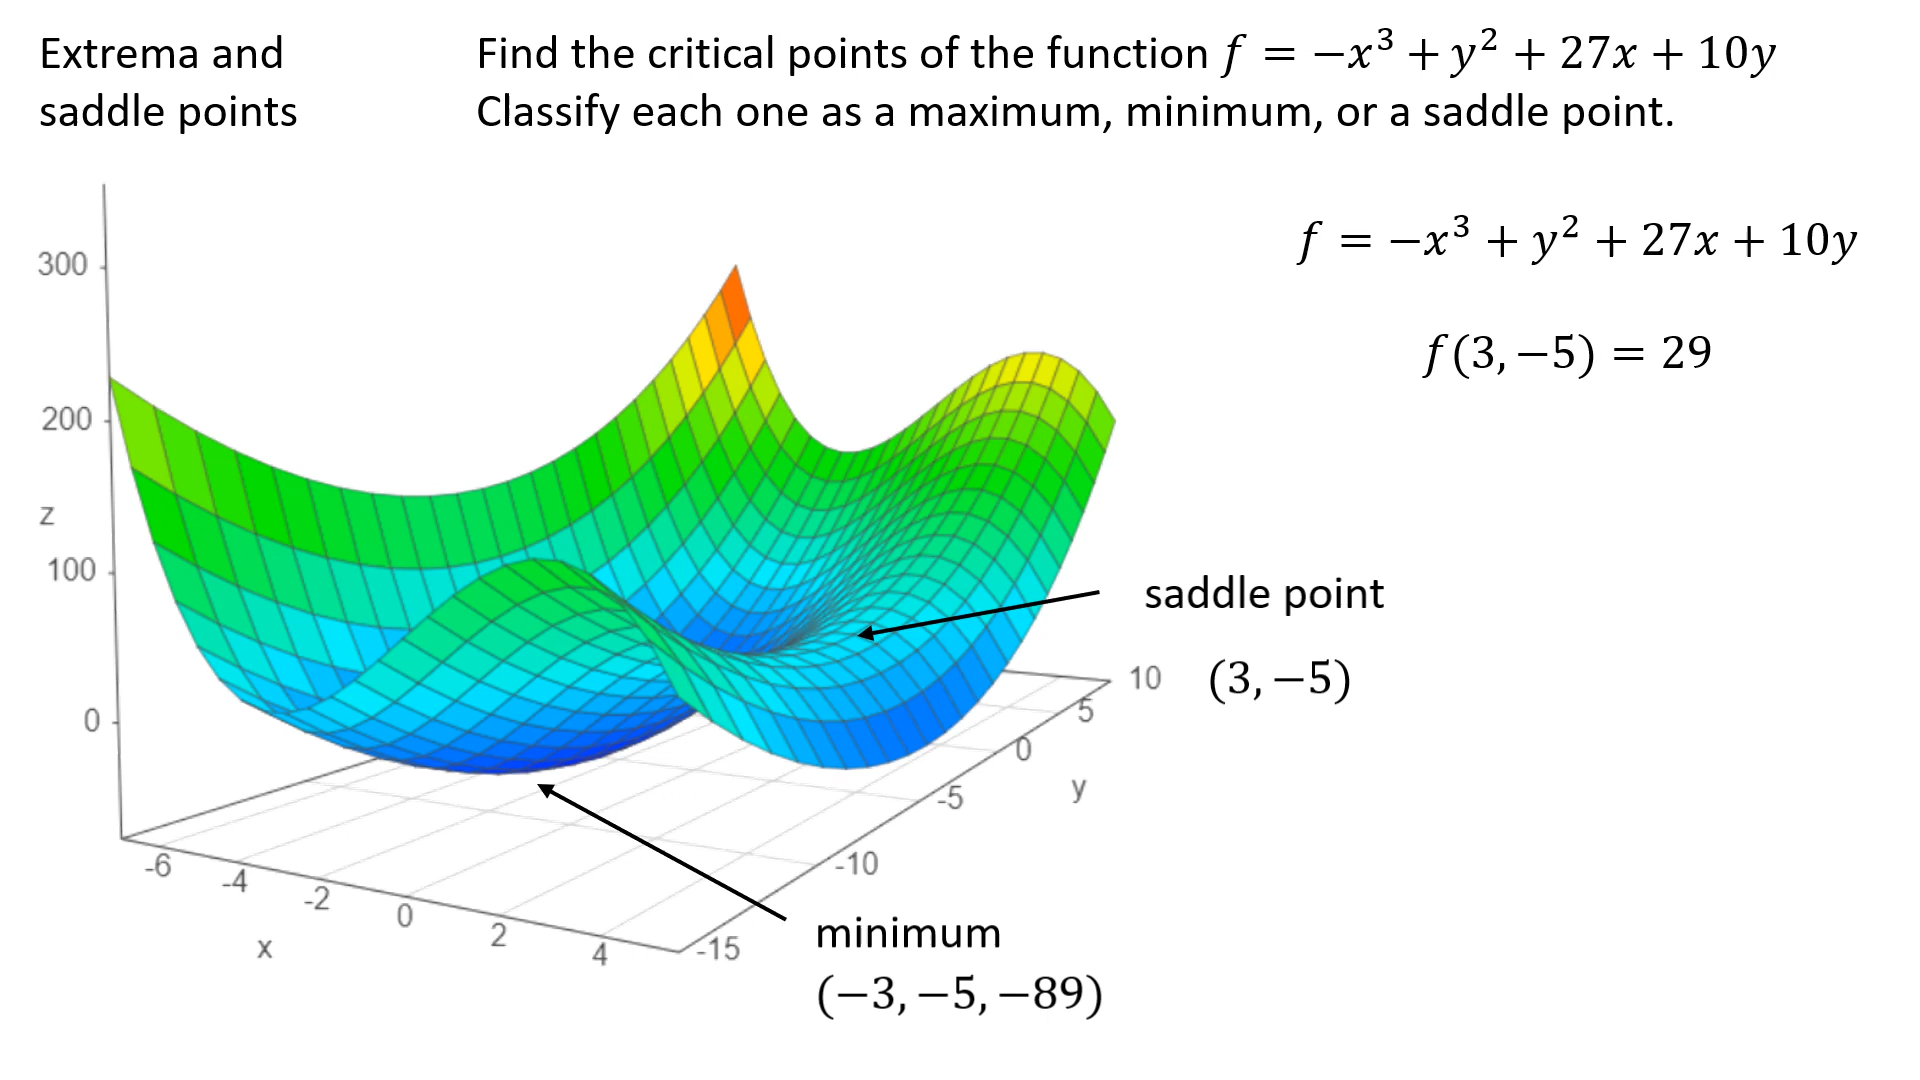 Extrema and
saddle points
Find the critical points of the function f = −x³ + y² + 27x + 10y
Classify each one as a maximum, minimum, or a saddle point.
f = −x³ + y² + 27x + 10y
f(3, −5) = 29
300
200
z
100
0
saddle point
(3, −5)
10
5
0
y
-5
-10
-15
-6
-4
-2
0
2
4
x
minimum
(−3, −5, −89)